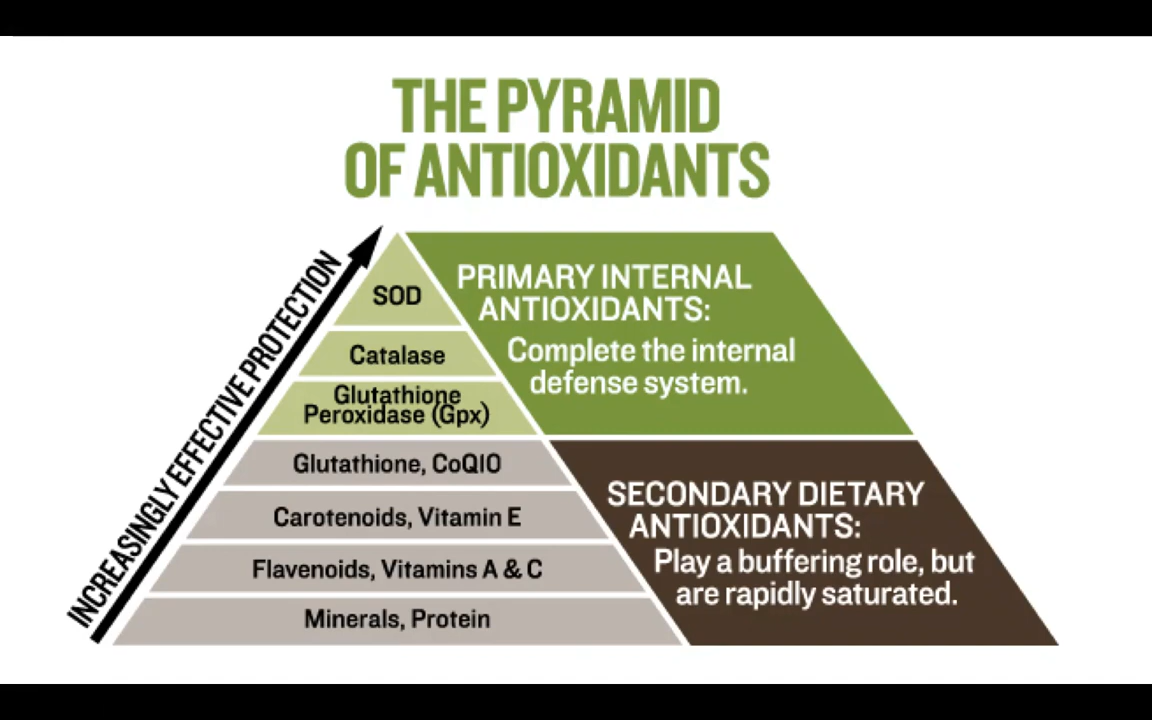 THE PYRAMID
OF ANTIOXIDANTS
INCREASINGLY EFFECTIVE PROTECTION
SOD
Catalase
Glutathione
Peroxidase (Gpx)
Glutathione, CoQ10
Carotenoids, Vitamin E
Flavenoids, Vitamins A & C
Minerals, Protein
PRIMARY INTERNAL
ANTIOXIDANTS:
Complete the internal
defense system.
SECONDARY DIETARY
ANTIOXIDANTS:
Play a buffering role, but
are rapidly saturated.